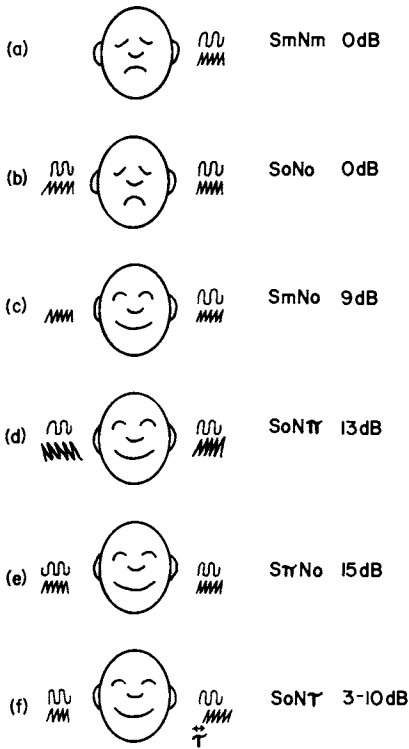 (a) SmNm 0dB
(b) SoNo 0dB
(c) SmNo 9dB
(d) SoNπ 13dB
(e) SπNo 15dB
(f) SoNτ 3-10dB
τ